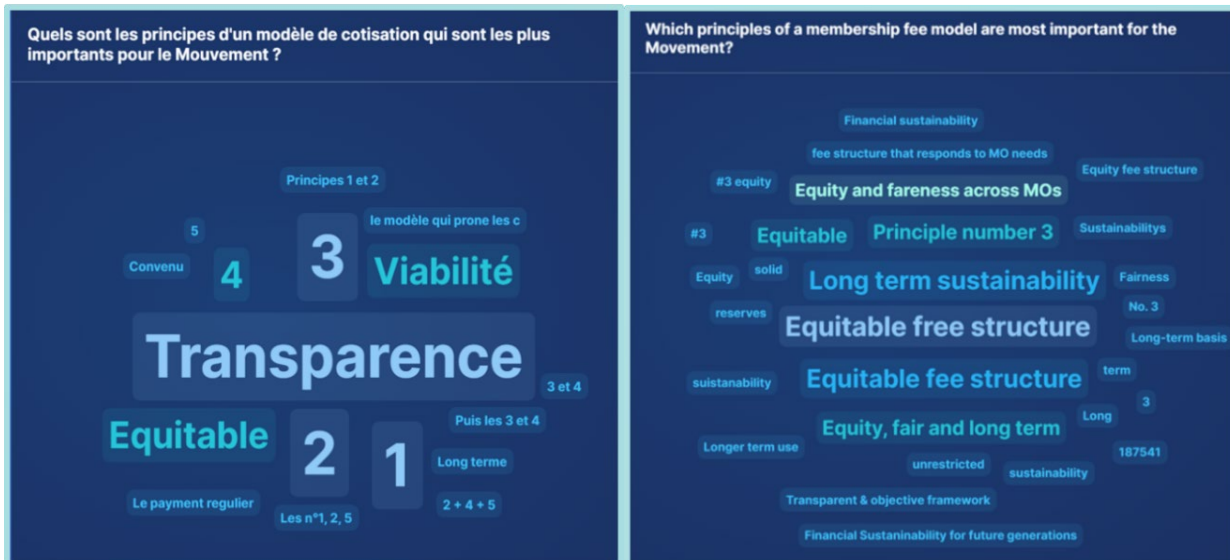 Quels sont les principes d'un modèle de cotisation qui sont les plus
importants pour le Mouvement ?
Principes 1 et 2
5
3
le modèle qui prone les c
Convenu
4
Viabilité
Transparence
3 et 4
Equitable
2
1
Puis les 3 et 4
Long terme
Le payment regulier
Les n°1, 2, 5
2 + 4 + 5
Which principles of a membership fee model are most important for the
Movement?
Financial sustainability
fee structure that responds to MO needs
Equity fee structure
#3 equity
Equity and fareness across MOs
#3
Equitable
Principle number 3
Sustainabilitys
Equity
solid
Long term sustainability
Fairness
reserves
Equitable free structure
No. 3
Long-term basis
suistanability
Equitable fee structure
term
3
Equity, fair and long term
Long
Longer term use
187541
unrestricted
sustainability
Transparent & objective framework
Financial Sustaninability for future generations